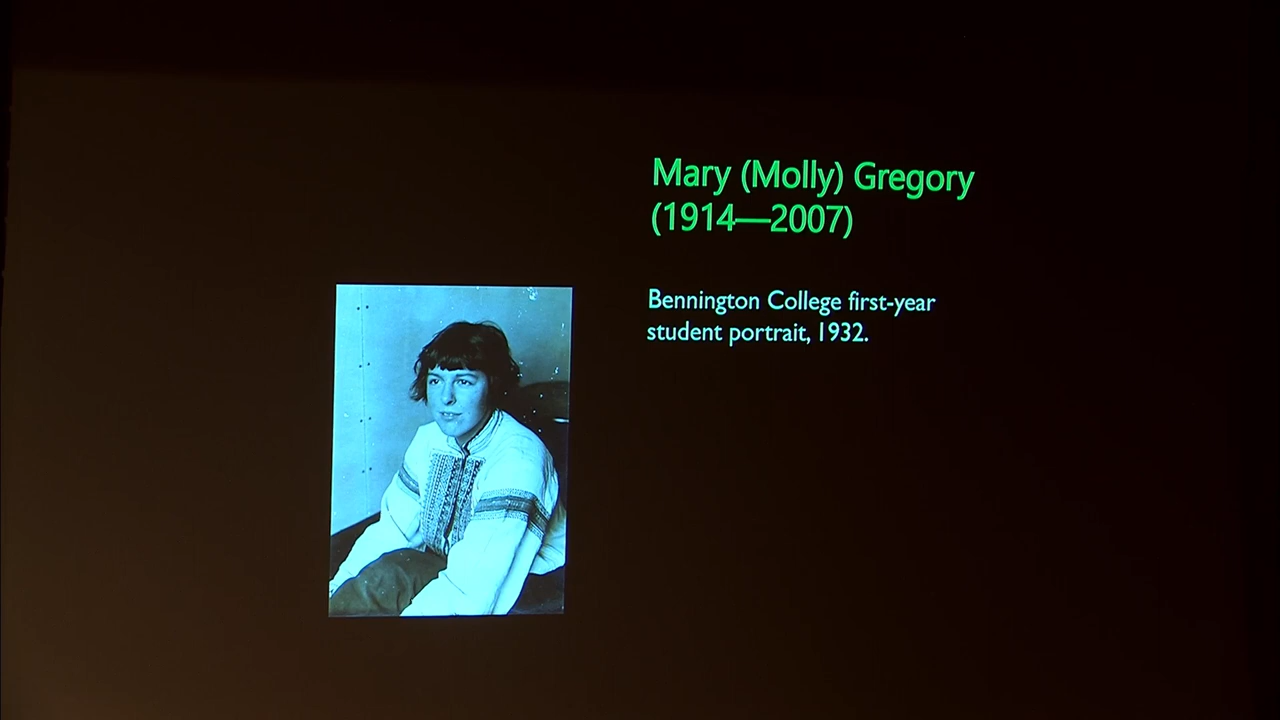 Mary (Molly) Gregory
(1914—2007)
Bennington College first-year
student portrait, 1932.